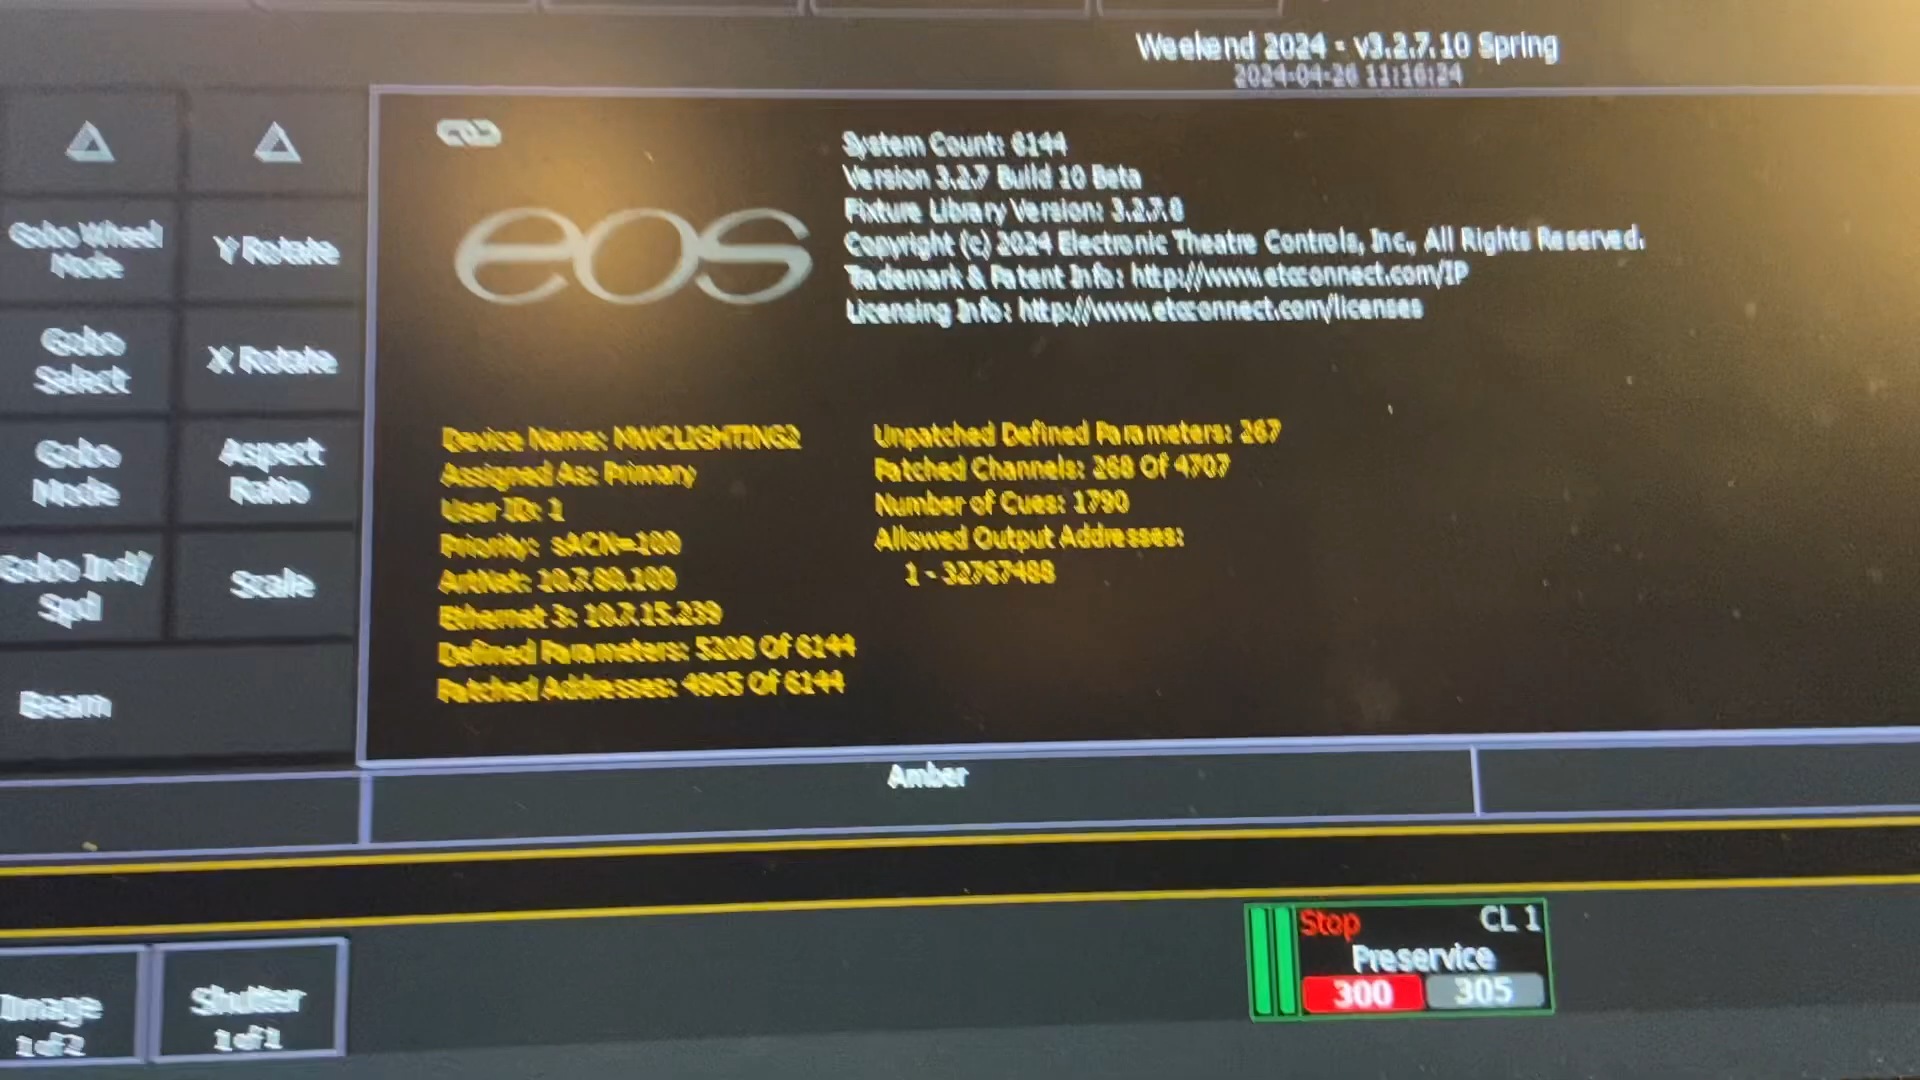 Weekend 2024 - v3.2.7.10 Spring
2024-04-26 11:16:24
eos
System Count: 6144
Version 3.2.7 Build 10 Beta
Fixture Library Version: 3.2.7.8
Copyright (c) 2024 Electronic Theatre Controls, Inc., All Rights Reserved.
Trademark & Patent Info: http://www.etcconnect.com/IP
Licensing Info: http://www.etcconnect.com/licenses
Gobo Wheel
Mode
Y Rotate
Gobo
Select
X Rotate
Gobo
Mode
Aspect
Ratio
Gobo Ind/
Spd
Scale
Beam
Device Name: MWCLIGHTING2
Assigned As: Primary
User ID: 1
Priority: sACN=100
ArtNet: 10.7.80.100
Ethernet 3: 10.7.15.239
Defined Parameters: 5208 Of 6144
Patched Addresses: 4965 Of 6144
Unpatched Defined Parameters: 267
Patched Channels: 268 Of 4707
Number of Cues: 1790
Allowed Output Addresses:
1 - 32767488
Amber
Stop CL 1
Preservice
300 305
Image
1 of 2
Shutter
1 of 1